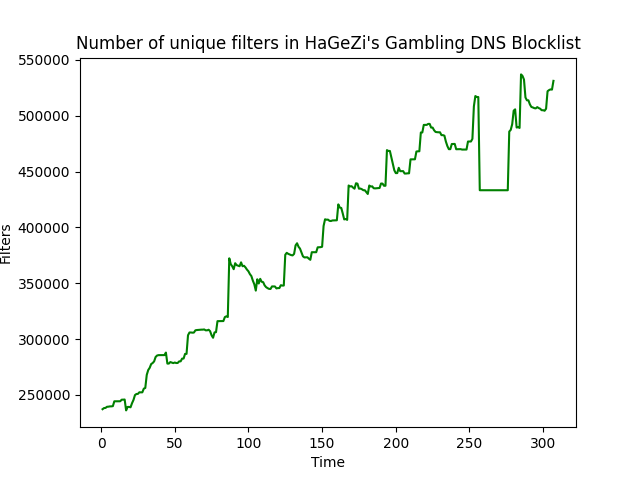 Number of unique filters in HaGeZi's Gambling DNS Blocklist
550000
500000
450000
400000
350000
300000
250000
Filters
0 50 100 150 200 250 300
Time